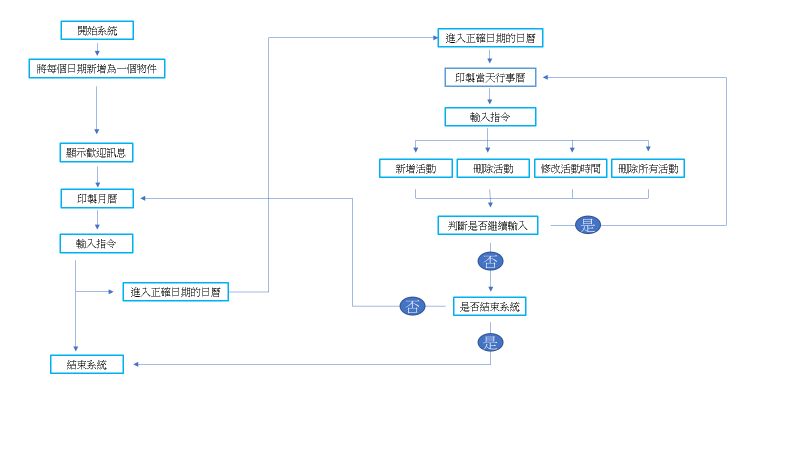 開始系統
將每個日期新增為一個物件
顯示歡迎訊息
印製月曆
輸入指令
進入正確日期的日曆
結束系統
進入正確日期的日曆
印製當天行事曆
輸入指令
新增活動
刪除活動
修改活動時間
刪除所有活動
判斷是否繼續輸入
是
否
是否結束系統
否
是